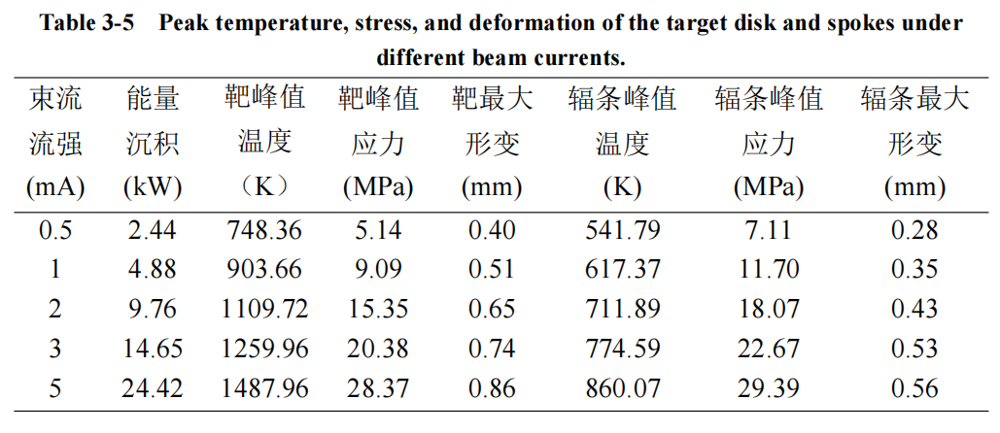 Table 3-5 Peak temperature, stress, and deformation of the target disk and spokes under
different beam currents.
束流 能量 靶峰值 靶峰值 靶最大 辐条峰值 辐条峰值 辐条最大
流强 沉积 温度 应力 形变 温度 应力 形变
(mA) (kW) （K） (MPa) (mm) (K) (MPa) (mm)
0.5 2.44 748.36 5.14 0.40 541.79 7.11 0.28
1 4.88 903.66 9.09 0.51 617.37 11.70 0.35
2 9.76 1109.72 15.35 0.65 711.89 18.07 0.43
3 14.65 1259.96 20.38 0.74 774.59 22.67 0.53
5 24.42 1487.96 28.37 0.86 860.07 29.39 0.56